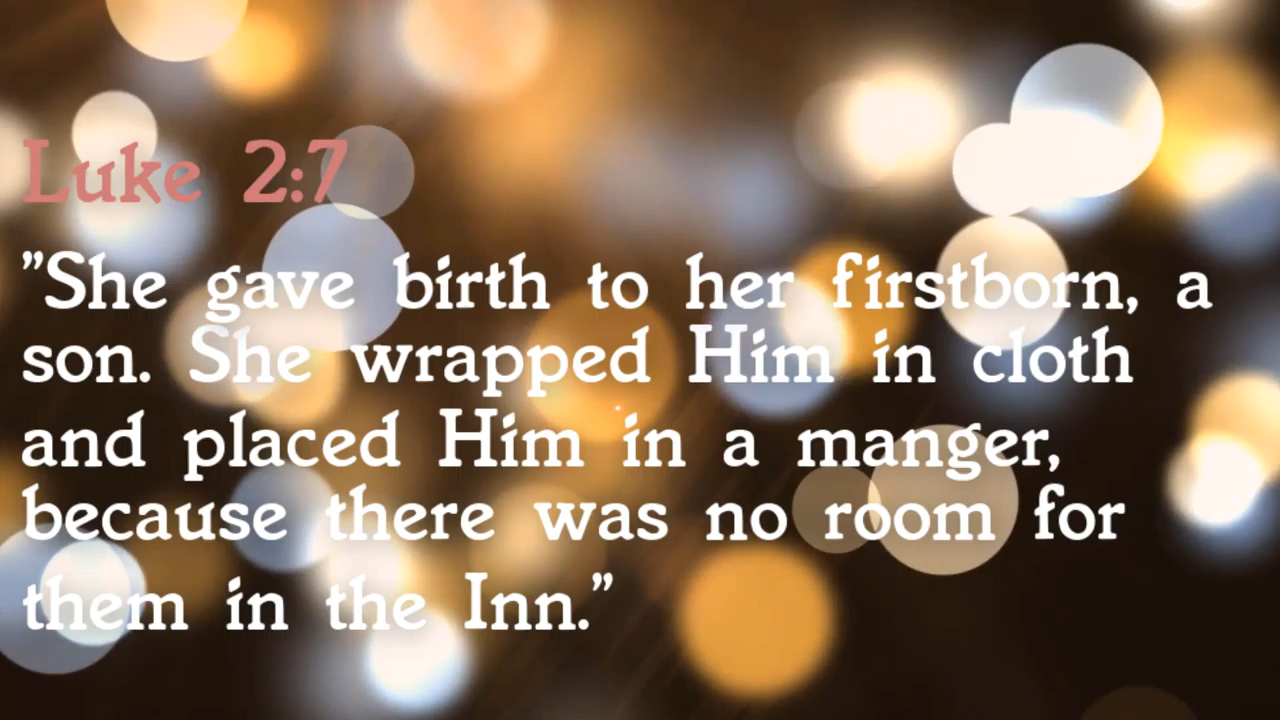 Luke 2:7
"She gave birth to her firstborn, a
son. She wrapped Him in cloth
and placed Him in a manger,
because there was no room for
them in the Inn."